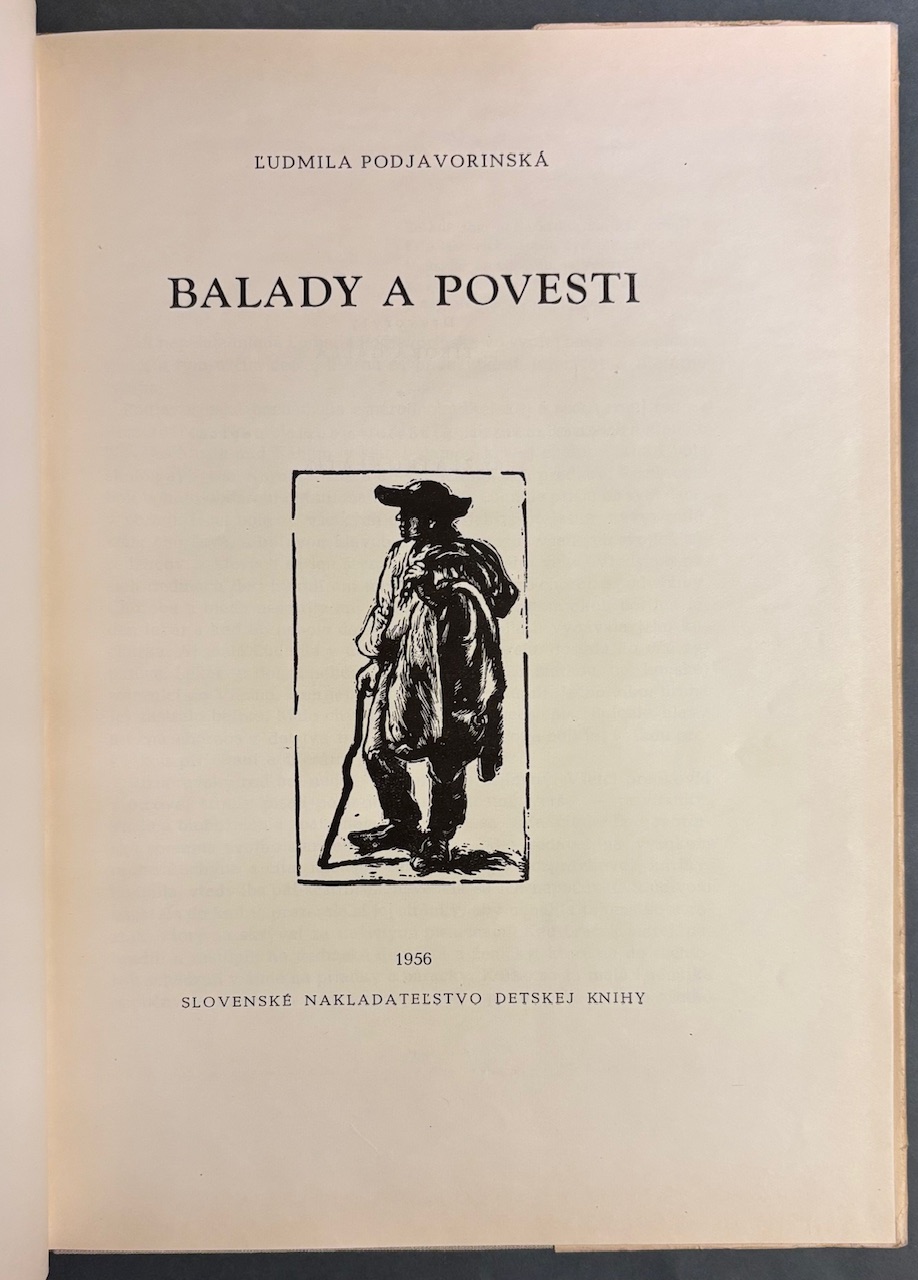 ĽUDMILA PODJAVORINSKÁ
BALADY A POVESTI
1956
SLOVENSKÉ NAKLADATEĽSTVO DETSKEJ KNIHY